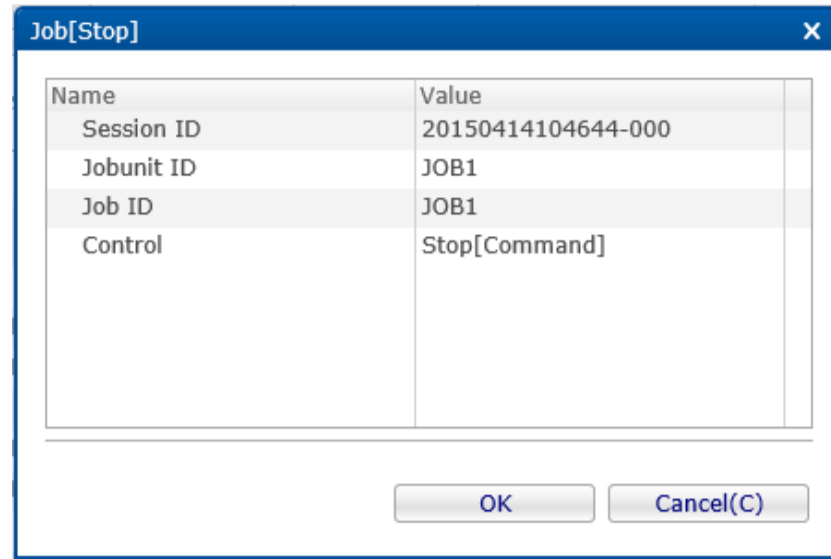 Job[Stop]
Name Value
Session ID 20150414104644-000
Jobunit ID JOB1
Job ID JOB1
Control Stop[Command]
OK Cancel(C)